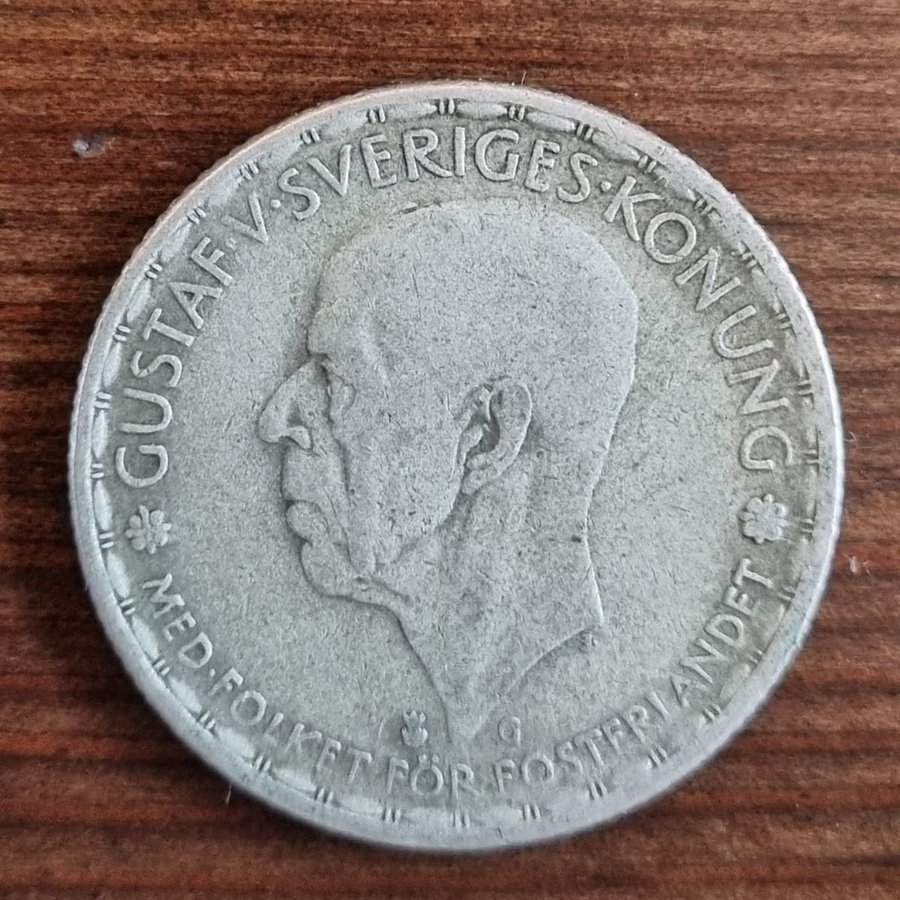 GUSTAF·V·SVERIGES·KONUNG
MED·FOLKET FÖR FOSTERLANDET
G